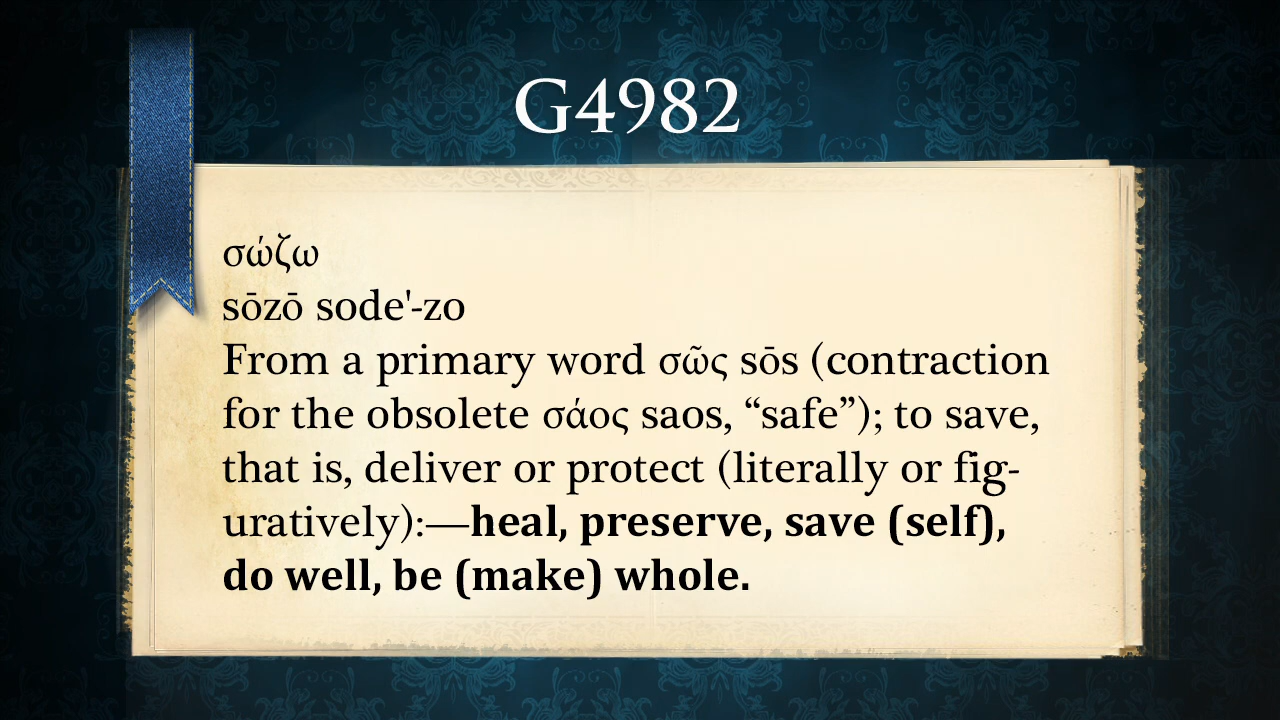 G4982
σώζω
sōzō sode'-zo
From a primary word σῶς sōs (contraction
for the obsolete σάος saos, “safe”); to save,
that is, deliver or protect (literally or fig-
uratively):—heal, preserve, save (self),
do well, be (make) whole.